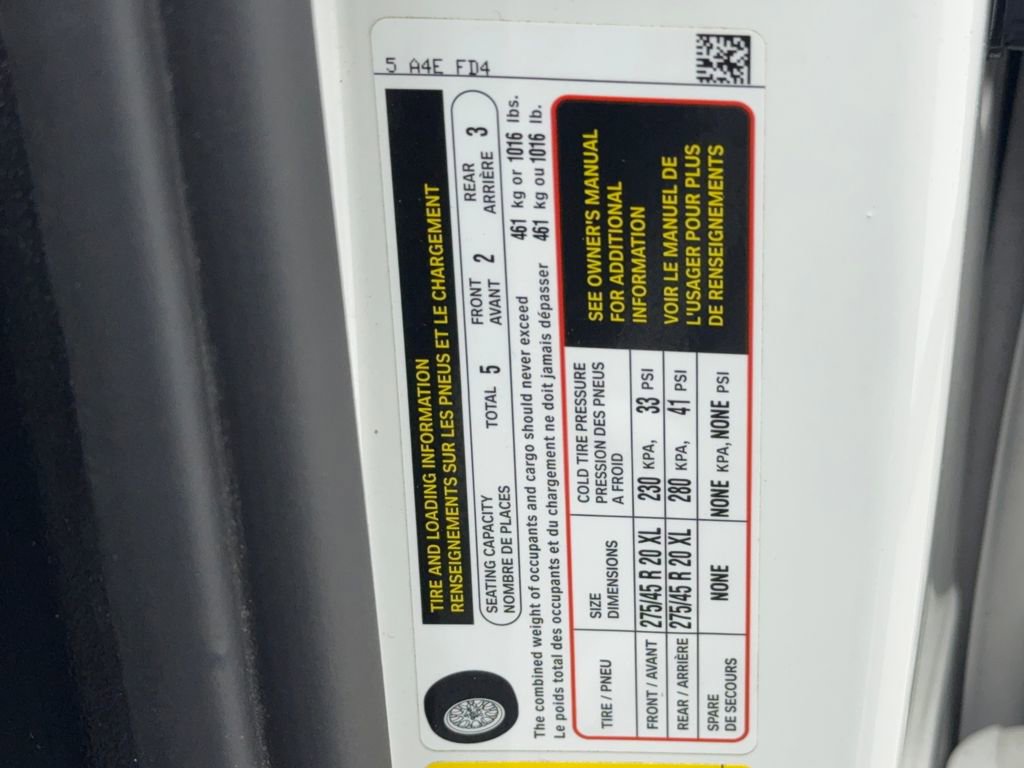 5 A4E FD4
TIRE AND LOADING INFORMATION
RENSEIGNEMENTS SUR LES PNEUS ET LE CHARGEMENT
SEATING CAPACITY TOTAL 5 FRONT 2 REAR 3
NOMBRE DE PLACES AVANT ARRIÈRE
The combined weight of occupants and cargo should never exceed 461 kg or 1016 lbs.
Le poids total des occupants et du chargement ne doit jamais dépasser 461 kg ou 1016 lb.
TIRE / PNEU
SIZE
DIMENSIONS
COLD TIRE PRESSURE
PRESSION DES PNEUS
A FROID
FRONT / AVANT 275/45 R 20 XL 230 KPA, 33 PSI
REAR / ARRIÈRE 275/45 R 20 XL 280 KPA, 41 PSI
SPARE
DE SECOURS
NONE NONE KPA, NONE PSI
SEE OWNER'S MANUAL
FOR ADDITIONAL
INFORMATION
VOIR LE MANUEL DE
L'USAGER POUR PLUS
DE RENSEIGNEMENTS